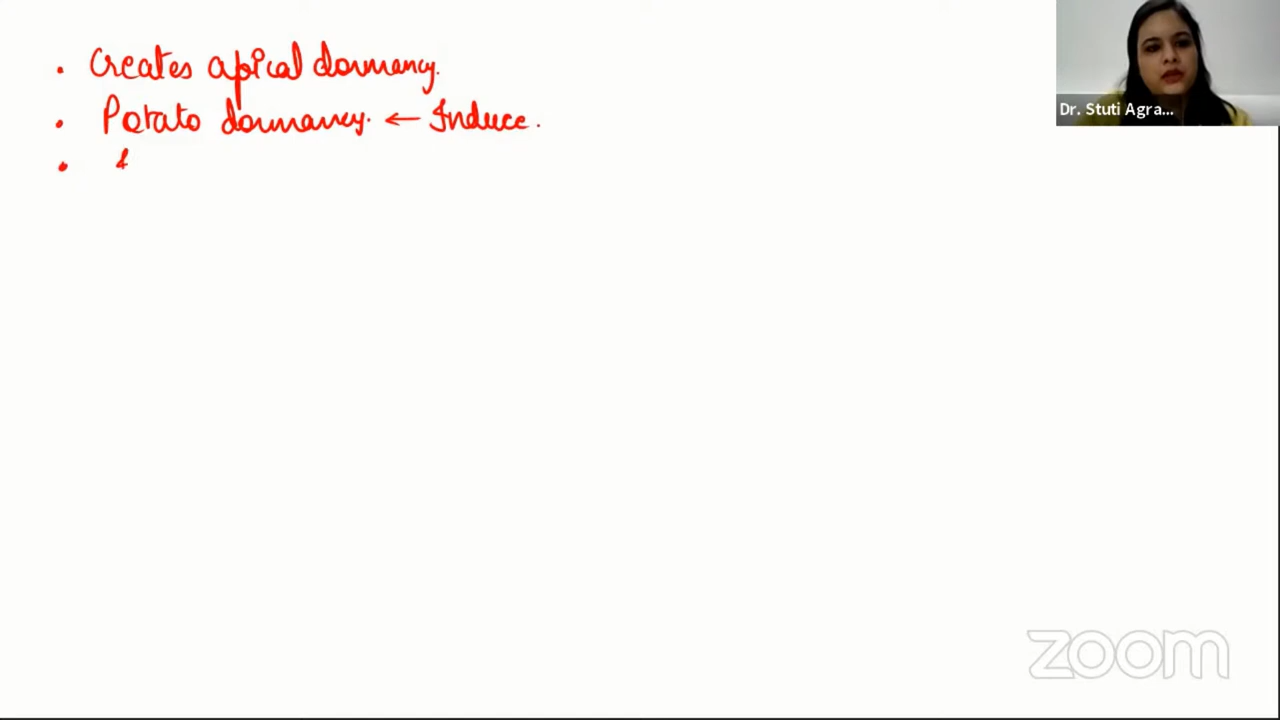 • Creates apical dormancy.
• Potato dormancy. ← Induce.
•
Dr. Stuti Agra...
zoom